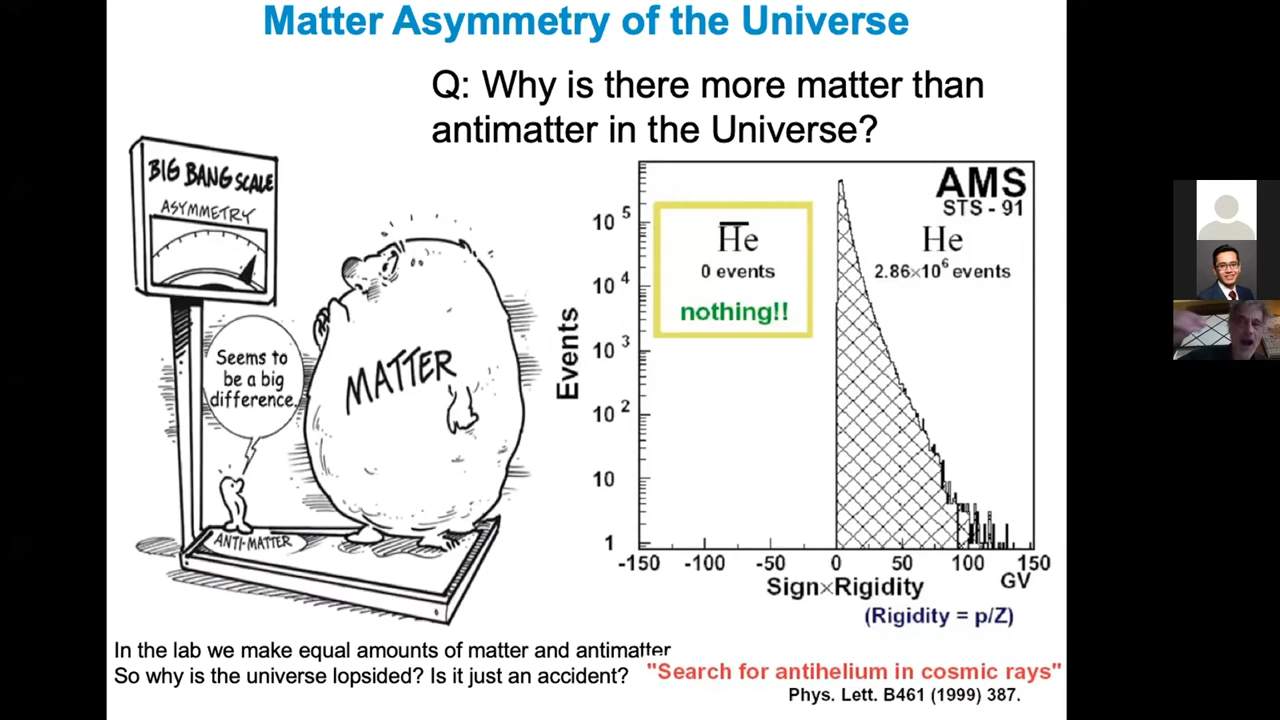 Matter Asymmetry of the Universe
Q: Why is there more matter than
antimatter in the Universe?
BIG BANG SCALE
ASYMMETRY
Seems to
be a big
difference.
MATTER
ANTI-MATTER
AMS
STS - 91
He
0 events
nothing!!
He
2.86×10⁶ events
Events
10⁵
10⁴
10³
10²
10
1
-150 -100 -50 0 50 100 150
GV
Sign×Rigidity
(Rigidity = p/Z)
In the lab we make equal amounts of matter and antimatter
So why is the universe lopsided? Is it just an accident?
"Search for antihelium in cosmic rays"
Phys. Lett. B461 (1999) 387.